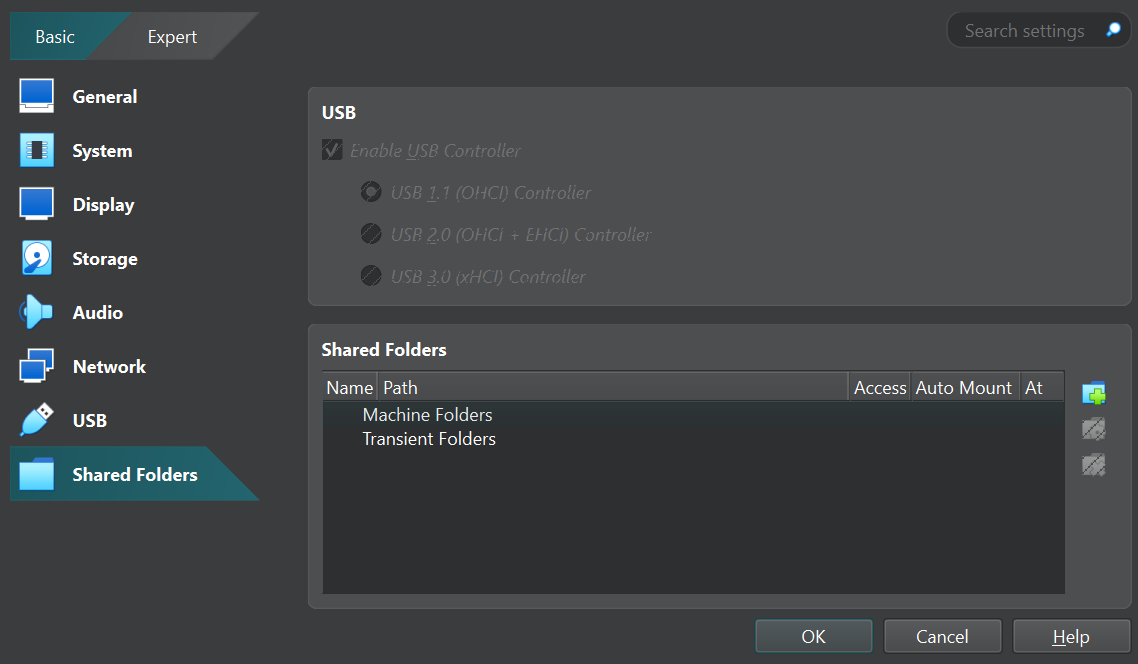 Basic
Expert
Search settings
General
System
Display
Storage
Audio
Network
USB
Shared Folders
USB
Enable USB Controller
USB 1.1 (OHCI) Controller
USB 2.0 (OHCI + EHCI) Controller
USB 3.0 (xHCI) Controller
Shared Folders
Name Path Access Auto Mount At
Machine Folders
Transient Folders
OK Cancel Help